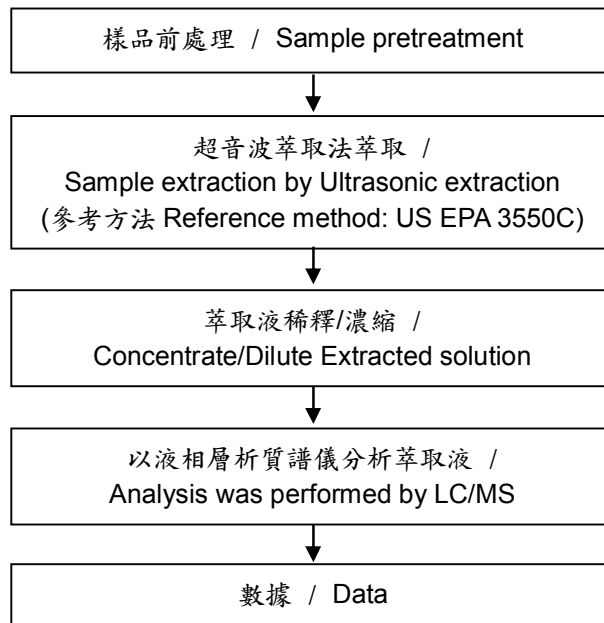 樣品前處理 / Sample pretreatment
超音波萃取法萃取 /
Sample extraction by Ultrasonic extraction
(參考方法 Reference method: US EPA 3550C)
萃取液稀釋/濃縮 /
Concentrate/Dilute Extracted solution
以液相層析質譜儀分析萃取液 /
Analysis was performed by LC/MS
數據 / Data